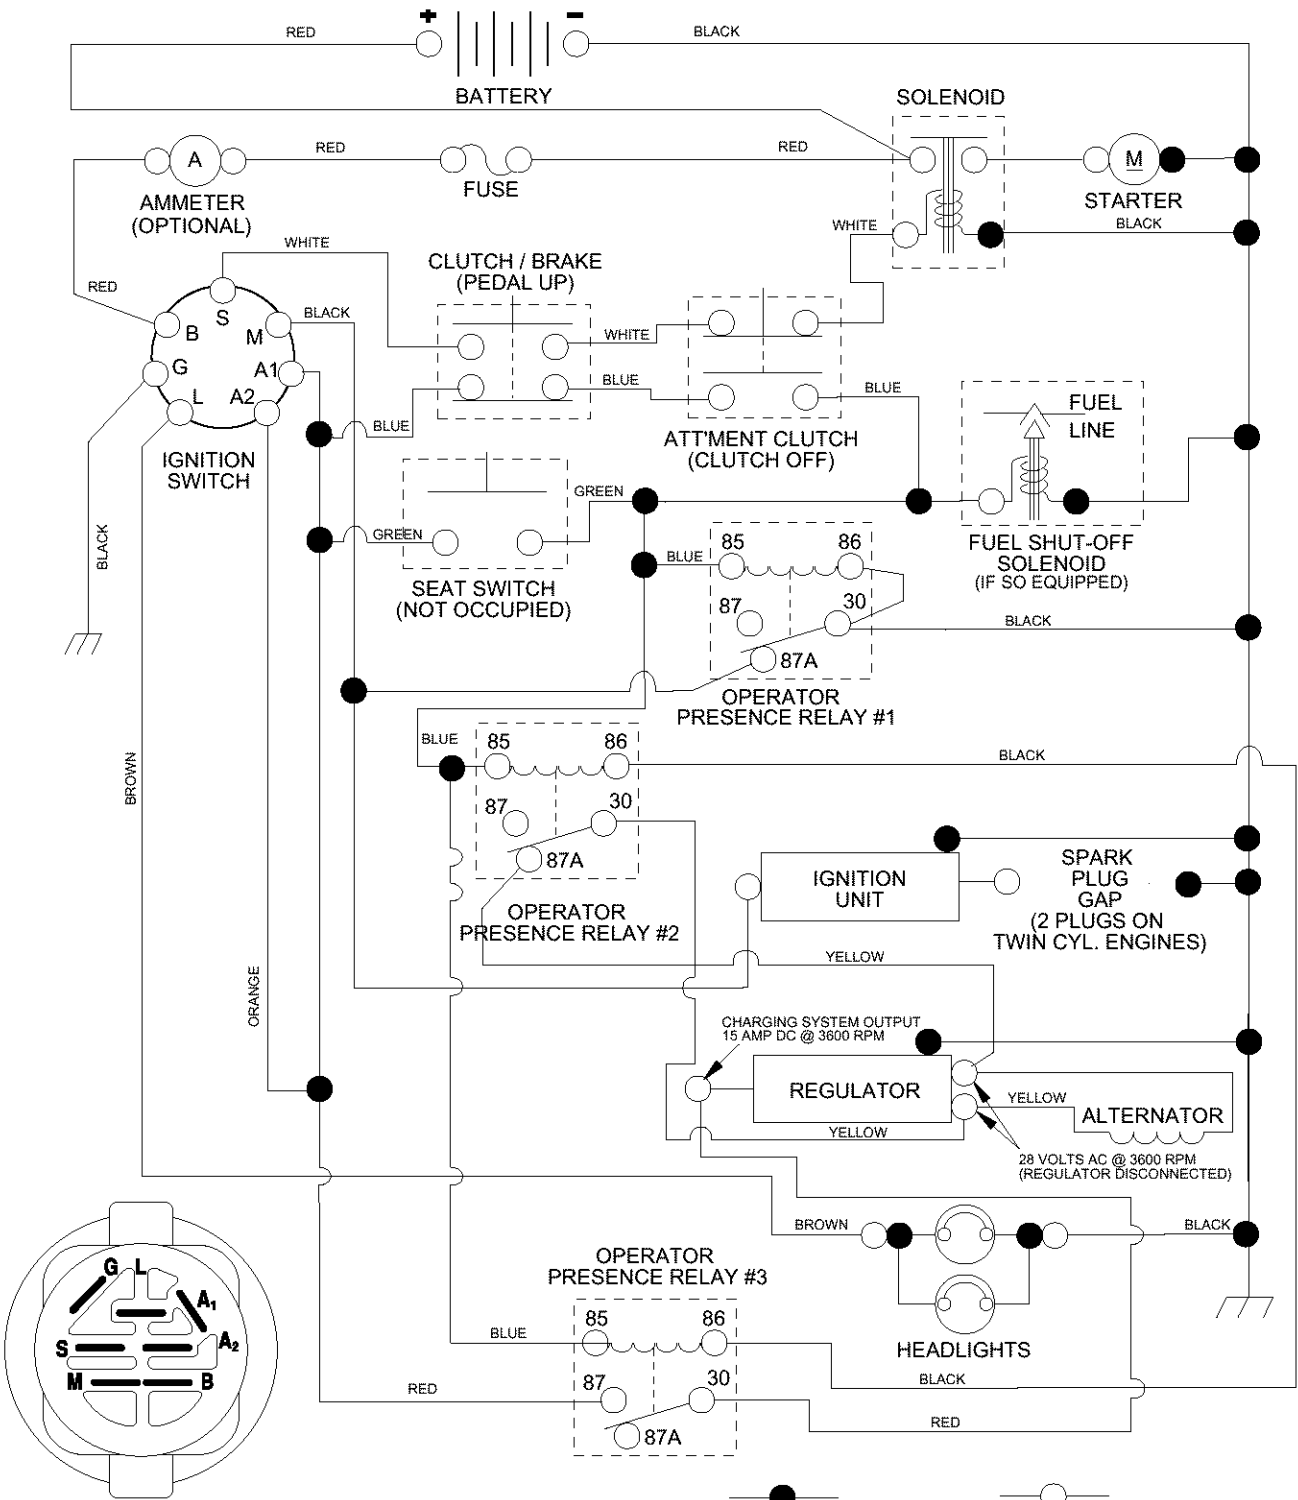 + -
RED
BLACK
BATTERY
SOLENOID
A
RED
FUSE
RED
M
AMMETER
(OPTIONAL)
STARTER
WHITE
BLACK
WHITE
CLUTCH / BRAKE
(PEDAL UP)
RED
S
BLACK
B
M
G
A1
L
A2
WHITE
BLUE
BLUE
BLUE
FUEL
LINE
IGNITION
SWITCH
ATT'MENT CLUTCH
(CLUTCH OFF)
GREEN
GREEN
BLACK
SEAT SWITCH
(NOT OCCUPIED)
BLUE
85
86
87
30
87A
FUEL SHUT-OFF
SOLENOID
(IF SO EQUIPPED)
BLACK
OPERATOR
PRESENCE RELAY #1
BLUE
85
86
BLACK
BROWN
87
30
87A
IGNITION
UNIT
SPARK
PLUG
GAP
(2 PLUGS ON
TWIN CYL. ENGINES)
OPERATOR
PRESENCE RELAY #2
YELLOW
ORANGE
CHARGING SYSTEM OUTPUT
15 AMP DC @ 3600 RPM
REGULATOR
YELLOW
ALTERNATOR
YELLOW
28 VOLTS AC @ 3600 RPM
(REGULATOR DISCONNECTED)
BROWN
BLACK
OPERATOR
PRESENCE RELAY #3
HEADLIGHTS
G
L
A1
A2
S
M
B
BLUE
85
86
BLACK
RED
87
30
87A
RED